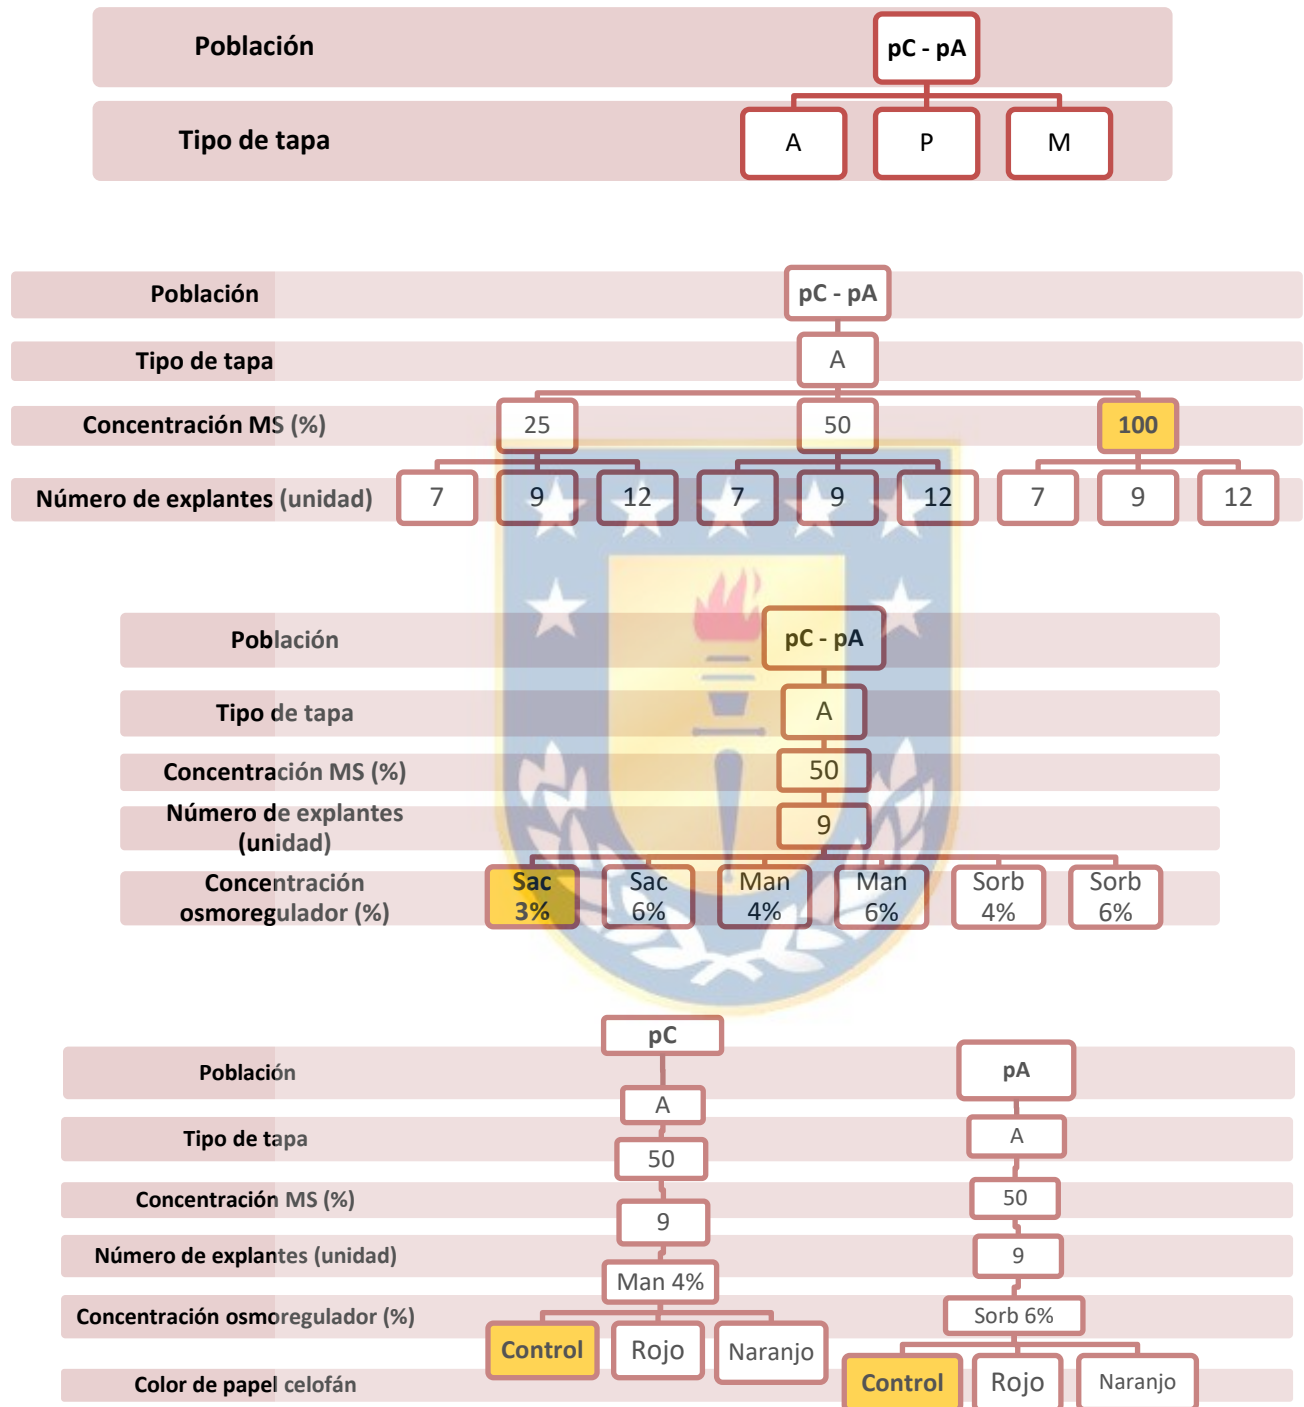 Población
pC - pA
Tipo de tapa
A P M
Población
pC - pA
Tipo de tapa
A
Concentración MS (%)
25 50 100
Número de explantes (unidad)
7 9 12 7 9 12 7 9 12
Población
pC - pA
Tipo de tapa
A
Concentración MS (%)
50
Número de explantes
(unidad)
9
Concentración
osmoregulador (%)
Sac
3%
Sac
6%
Man
4%
Man
6%
Sorb
4%
Sorb
6%
Población
pC
pA
Tipo de tapa
A
A
Concentración MS (%)
50
50
Número de explantes (unidad)
9
9
Concentración osmoregulador (%)
Man 4%
Sorb 6%
Color de papel celofán
Control Rojo Naranjo
Control Rojo Naranjo